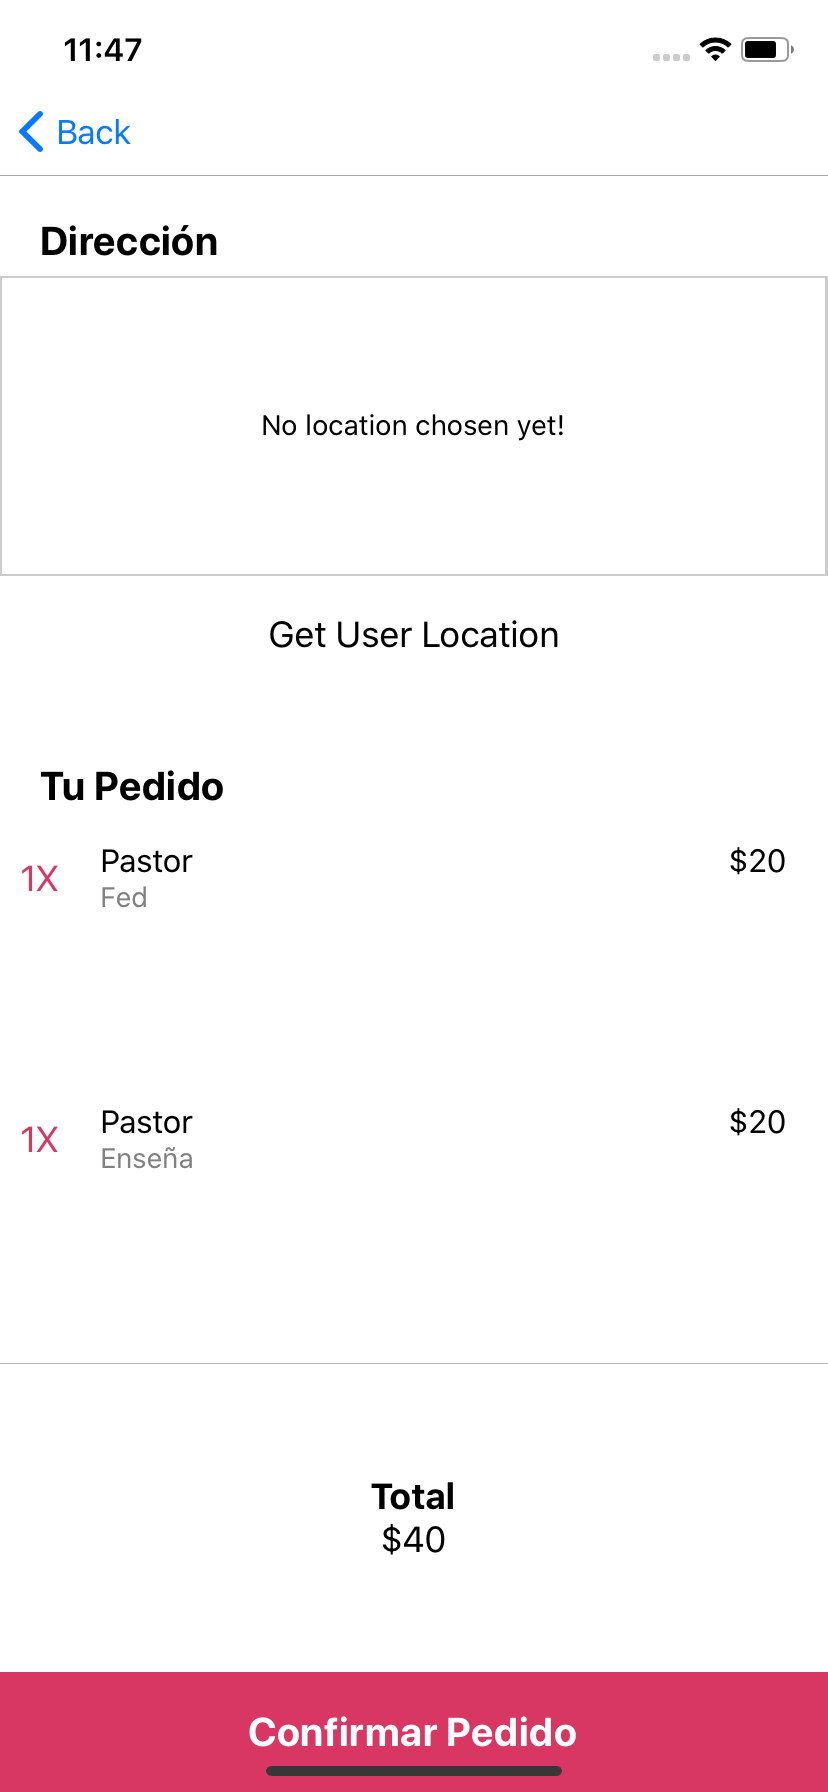 11:47
Back
Dirección
No location chosen yet!
Get User Location
Tu Pedido
1X Pastor $20
Fed
1X Pastor $20
Enseña
Total
$40
Confirmar Pedido